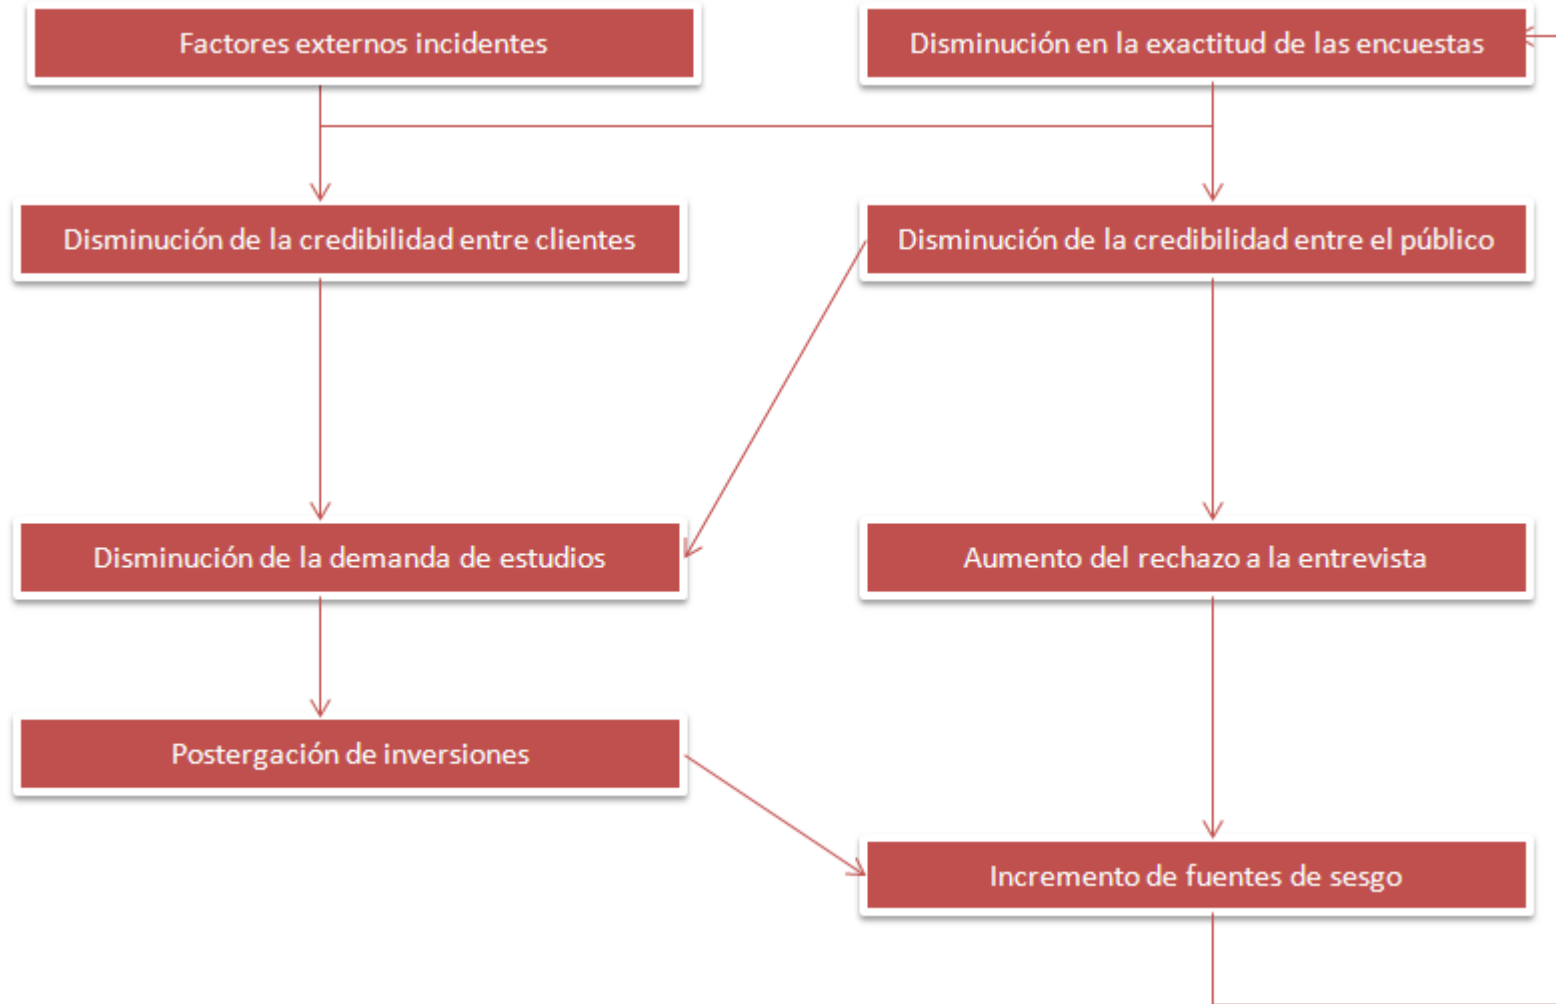 Factores externos incidentes
Disminución en la exactitud de las encuestas
Disminución de la credibilidad entre clientes
Disminución de la credibilidad entre el público
Disminución de la demanda de estudios
Aumento del rechazo a la entrevista
Postergación de inversiones
Incremento de fuentes de sesgo